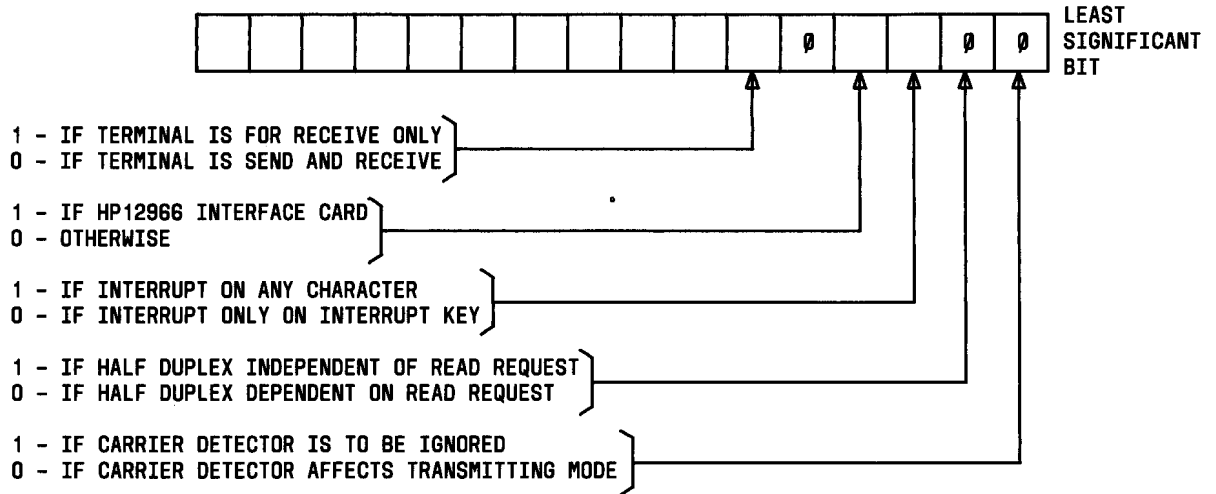 LEAST
SIGNIFICANT
BIT
Ø Ø Ø
1 - IF TERMINAL IS FOR RECEIVE ONLY
0 - IF TERMINAL IS SEND AND RECEIVE
1 - IF HP12966 INTERFACE CARD
0 - OTHERWISE
1 - IF INTERRUPT ON ANY CHARACTER
0 - IF INTERRUPT ONLY ON INTERRUPT KEY
1 - IF HALF DUPLEX INDEPENDENT OF READ REQUEST
0 - IF HALF DUPLEX DEPENDENT ON READ REQUEST
1 - IF CARRIER DETECTOR IS TO BE IGNORED
0 - IF CARRIER DETECTOR AFFECTS TRANSMITTING MODE